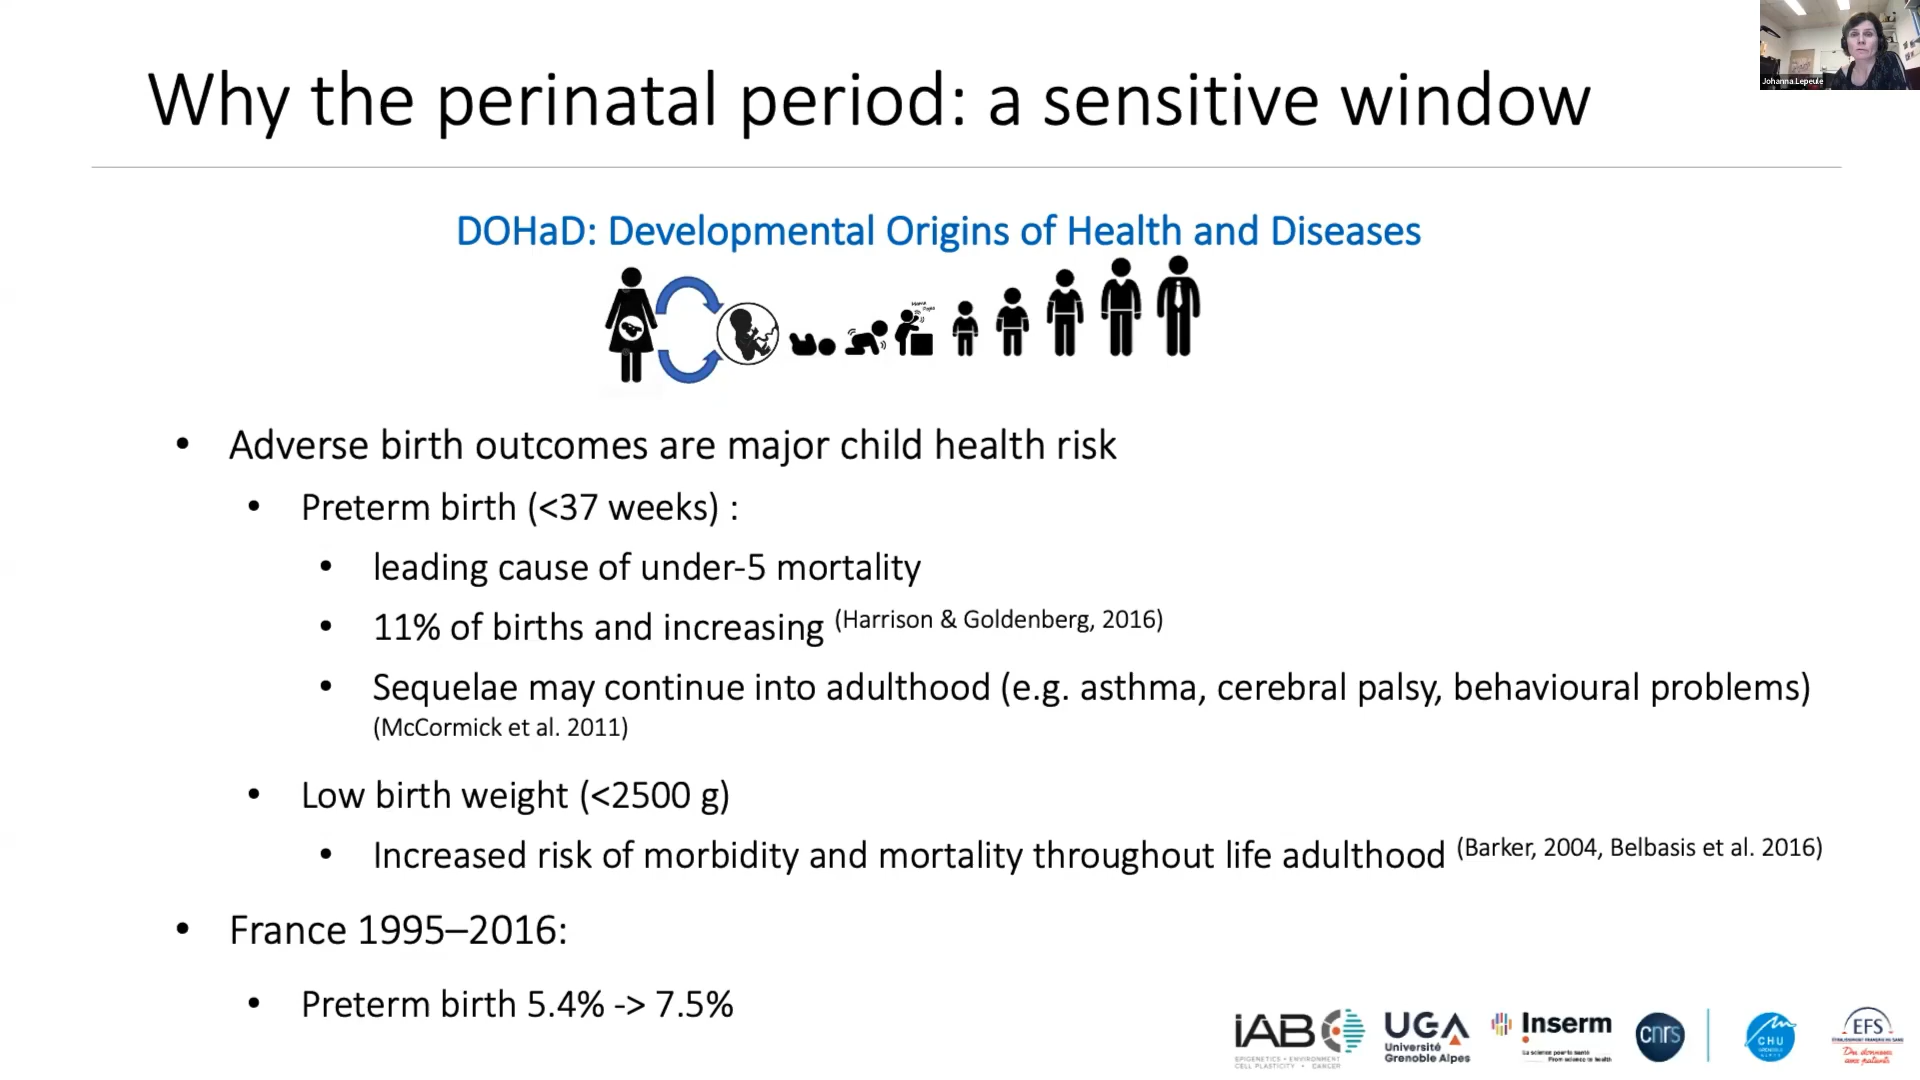 Johanna Lepeule
Why the perinatal period: a sensitive window
DOHaD: Developmental Origins of Health and Diseases
• Adverse birth outcomes are major child health risk
• Preterm birth (<37 weeks) :
• leading cause of under-5 mortality
• 11% of births and increasing (Harrison & Goldenberg, 2016)
• Sequelae may continue into adulthood (e.g. asthma, cerebral palsy, behavioural problems)
(McCormick et al. 2011)
• Low birth weight (<2500 g)
• Increased risk of morbidity and mortality throughout life adulthood (Barker, 2004, Belbasis et al. 2016)
• France 1995–2016:
• Preterm birth 5.4% -> 7.5%
iAB
EPIGENETICS • ENVIRONMENT
CELL PLASTICITY • CANCER
UGA
Université
Grenoble Alpes
Inserm
La science pour la santé
From science to health
cnrs
CHU
GRENOBLE
ALPES
EFS
ÉTABLISSEMENT FRANÇAIS DU SANG